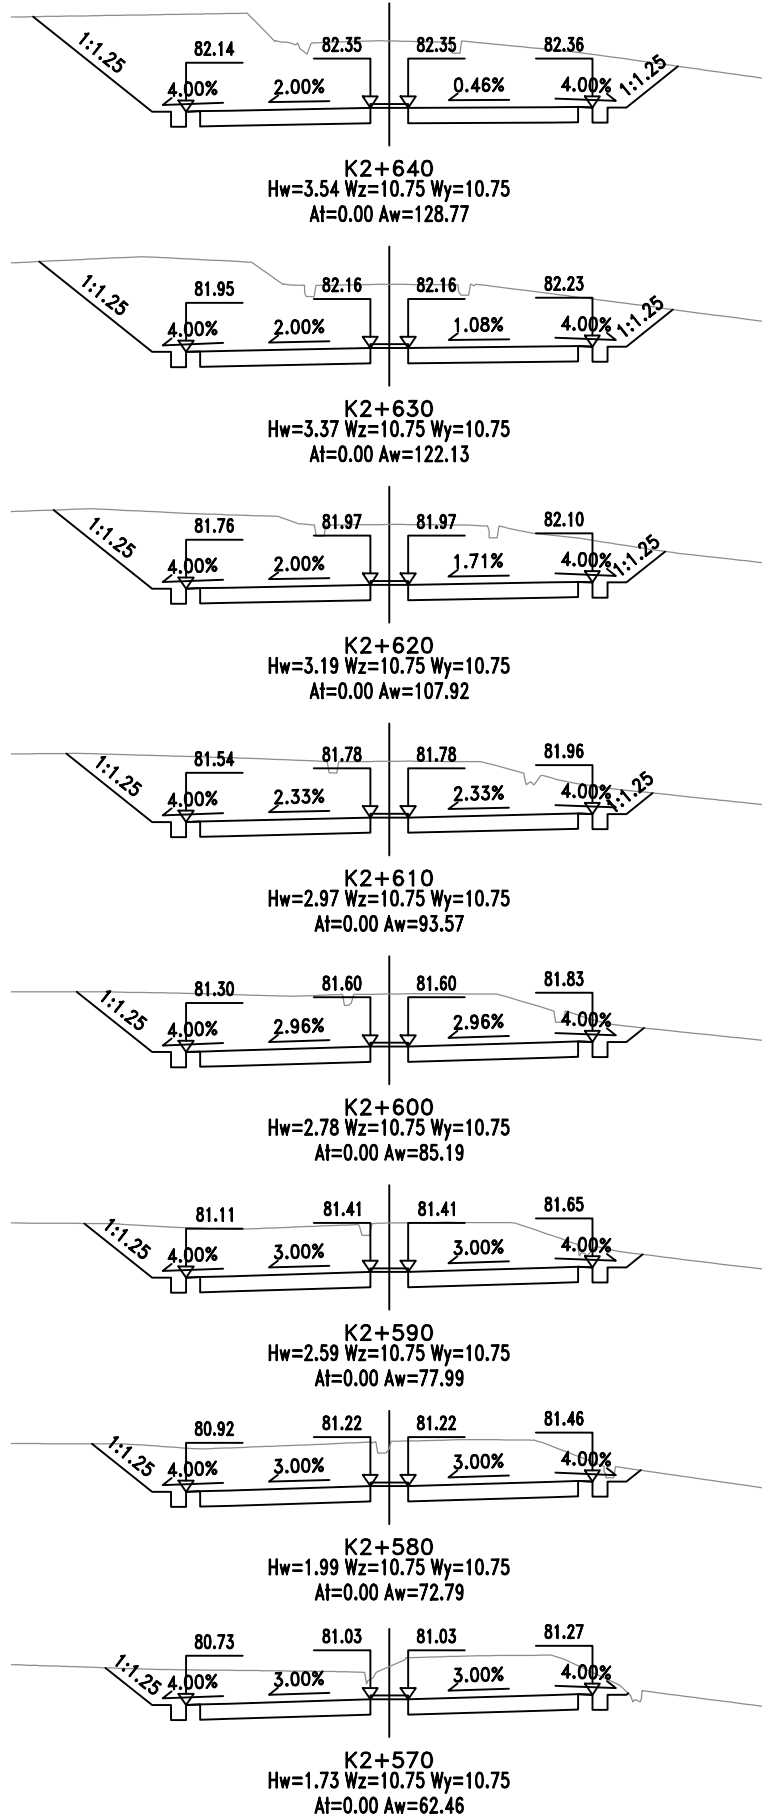 82.14 82.35 82.35 82.36
1:1.25 4.00% 2.00% 0.46% 4.00% 1:1.25
K2+640
Hw=3.54 Wz=10.75 Wy=10.75
At=0.00 Aw=128.77
81.95 82.16 82.16 82.23
1:1.25 4.00% 2.00% 1.08% 4.00% 1:1.25
K2+630
Hw=3.37 Wz=10.75 Wy=10.75
At=0.00 Aw=122.13
81.76 81.97 81.97 82.10
1:1.25 4.00% 2.00% 1.71% 4.00% 1:1.25
K2+620
Hw=3.19 Wz=10.75 Wy=10.75
At=0.00 Aw=107.92
81.54 81.78 81.78 81.96
1:1.25 4.00% 2.33% 2.33% 4.00% 1:1.25
K2+610
Hw=2.97 Wz=10.75 Wy=10.75
At=0.00 Aw=93.57
81.30 81.60 81.60 81.83
1:1.25 4.00% 2.96% 2.96% 4.00%
K2+600
Hw=2.78 Wz=10.75 Wy=10.75
At=0.00 Aw=85.19
81.11 81.41 81.41 81.65
1:1.25 4.00% 3.00% 3.00% 4.00%
K2+590
Hw=2.59 Wz=10.75 Wy=10.75
At=0.00 Aw=77.99
80.92 81.22 81.22 81.46
1:1.25 4.00% 3.00% 3.00% 4.00%
K2+580
Hw=1.99 Wz=10.75 Wy=10.75
At=0.00 Aw=72.79
80.73 81.03 81.03 81.27
1:1.25 4.00% 3.00% 3.00% 4.00%
K2+570
Hw=1.73 Wz=10.75 Wy=10.75
At=0.00 Aw=62.46